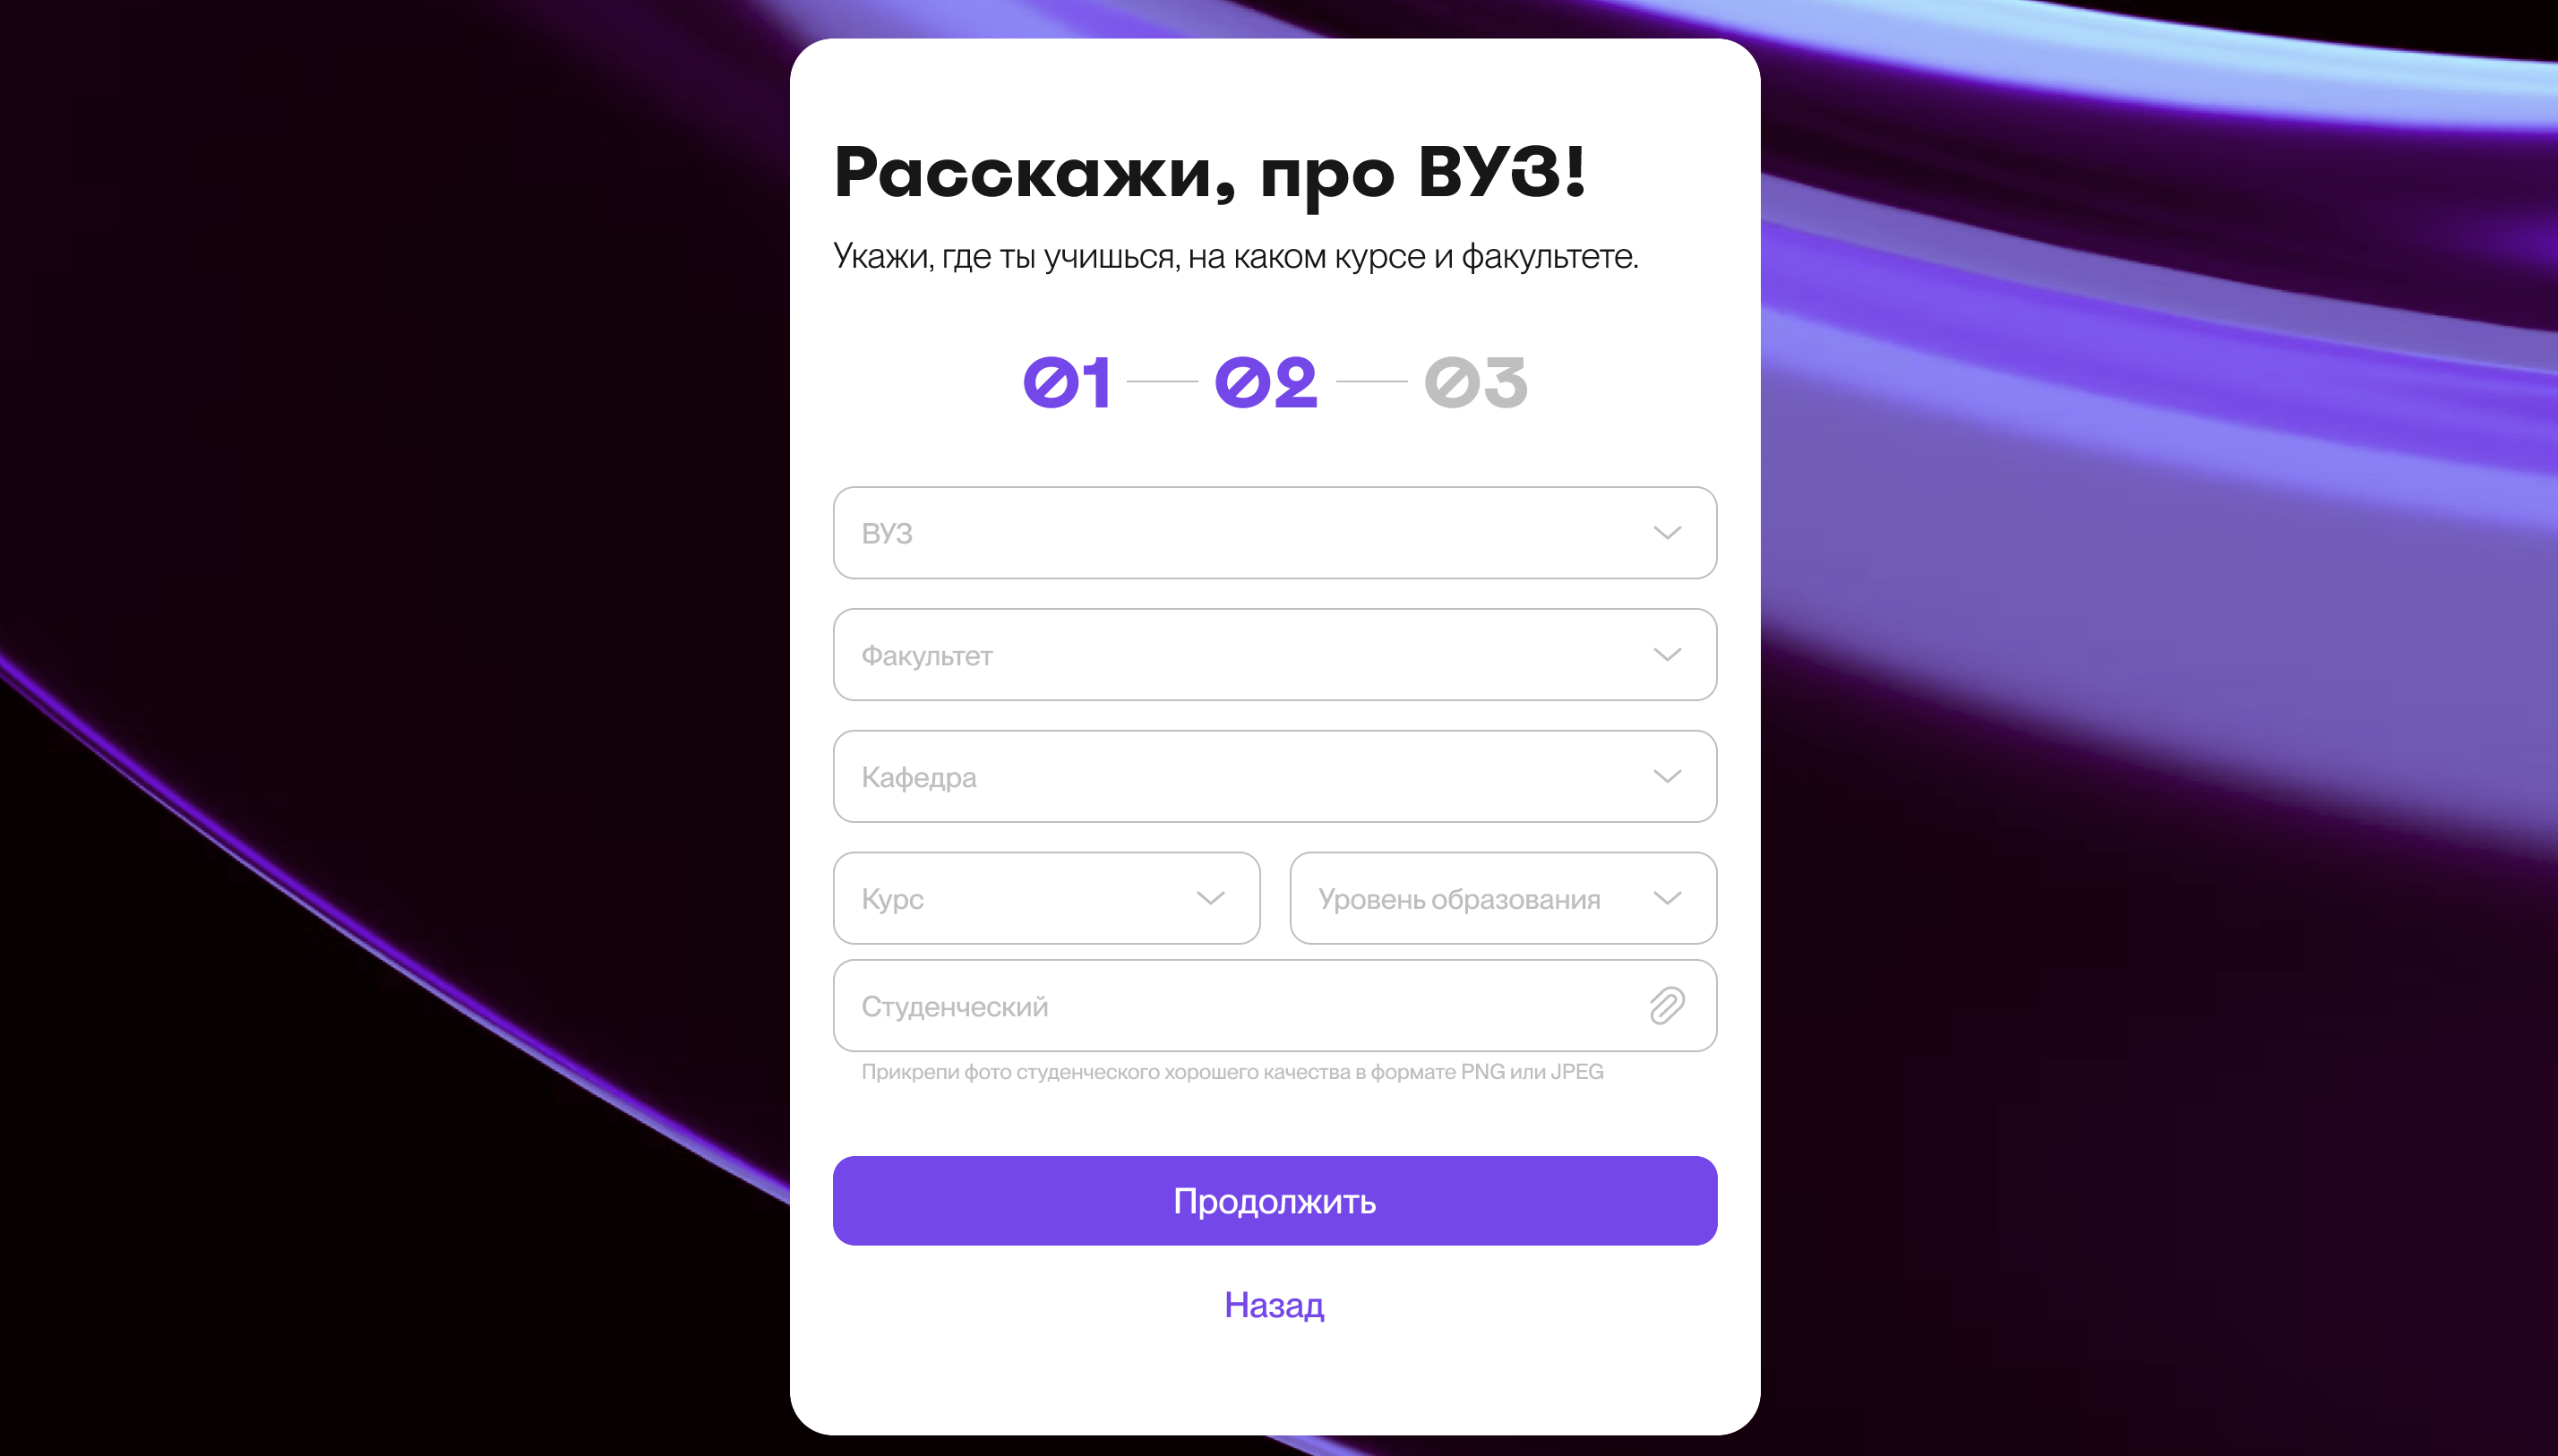 Расскажи, про ВУЗ!
Укажи, где ты учишься, на каком курсе и факультете.
01 02 03
ВУЗ
Факультет
Кафедра
Курс Уровень образования
Студенческий
Прикрепи фото студенческого хорошего качества в формате PNG или JPEG
Продолжить
Назад